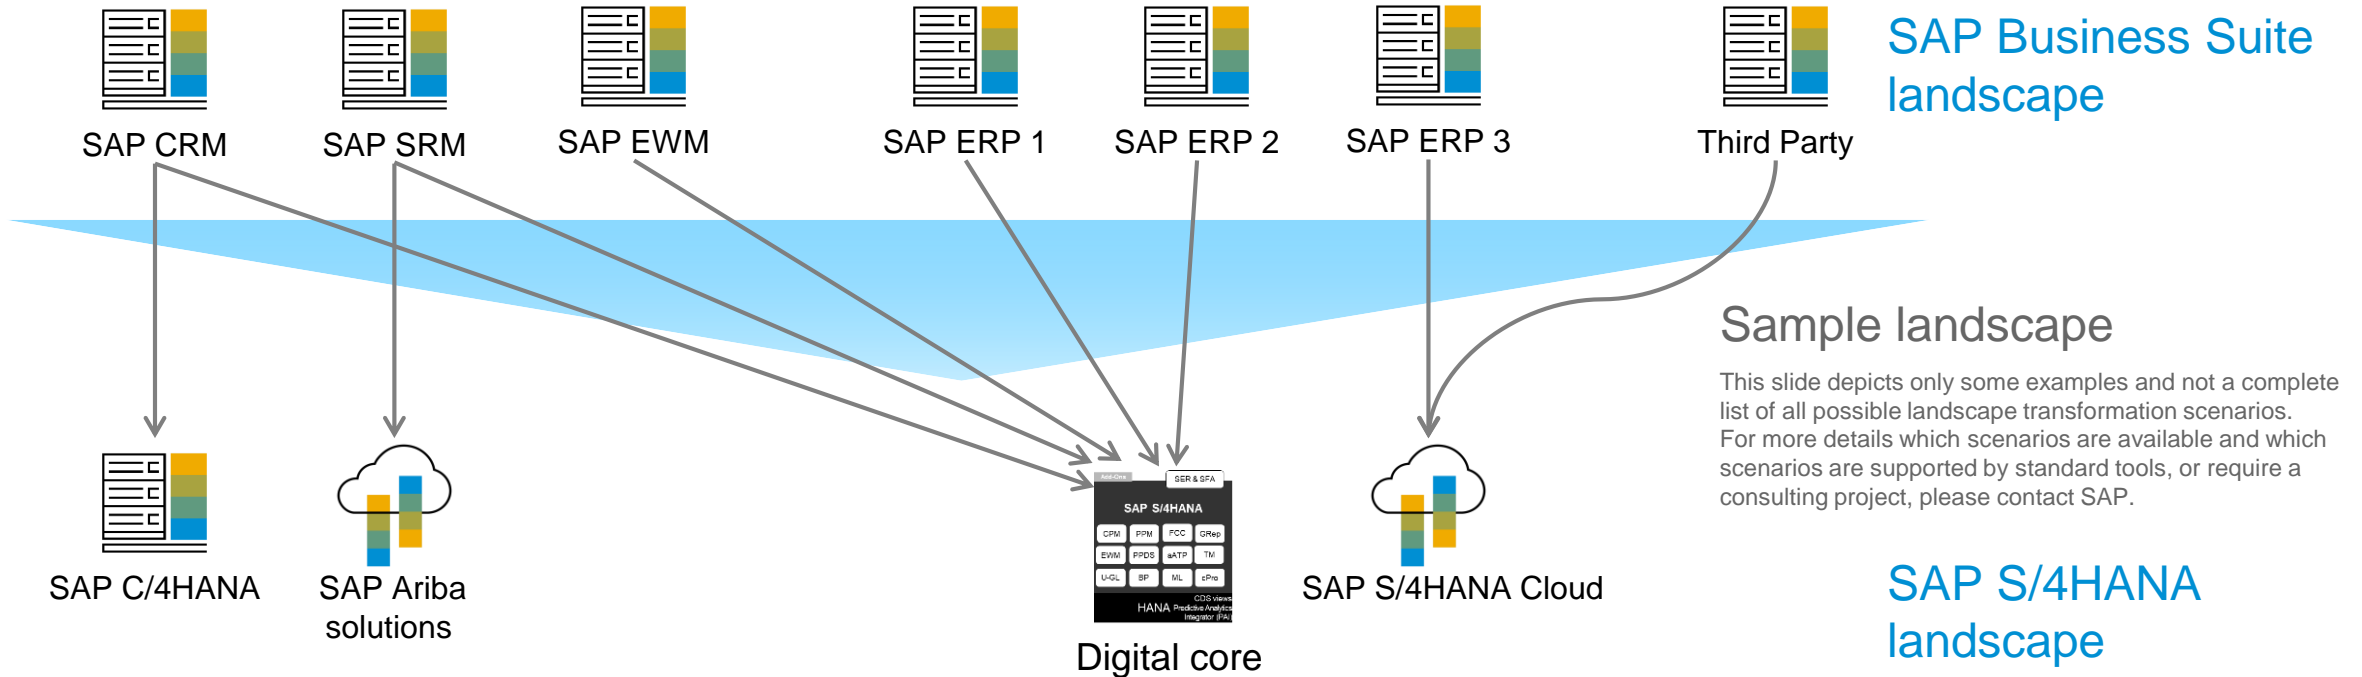 SAP Business Suite
landscape
SAP CRM
SAP SRM
SAP EWM
SAP ERP 1
SAP ERP 2
SAP ERP 3
Third Party
Sample landscape
This slide depicts only some examples and not a complete
list of all possible landscape transformation scenarios.
For more details which scenarios are available and which
scenarios are supported by standard tools, or require a
consulting project, please contact SAP.
Add-Ons
SER & SFA
SAP S/4HANA
CPM PPM FCC GRep
EWM PPDS aATP TM
U-GL BP ML cPro
CDS views
HANA Predictive Analytics
Integrator (PAI)
SAP C/4HANA
SAP Ariba
solutions
Digital core
SAP S/4HANA Cloud
SAP S/4HANA
landscape